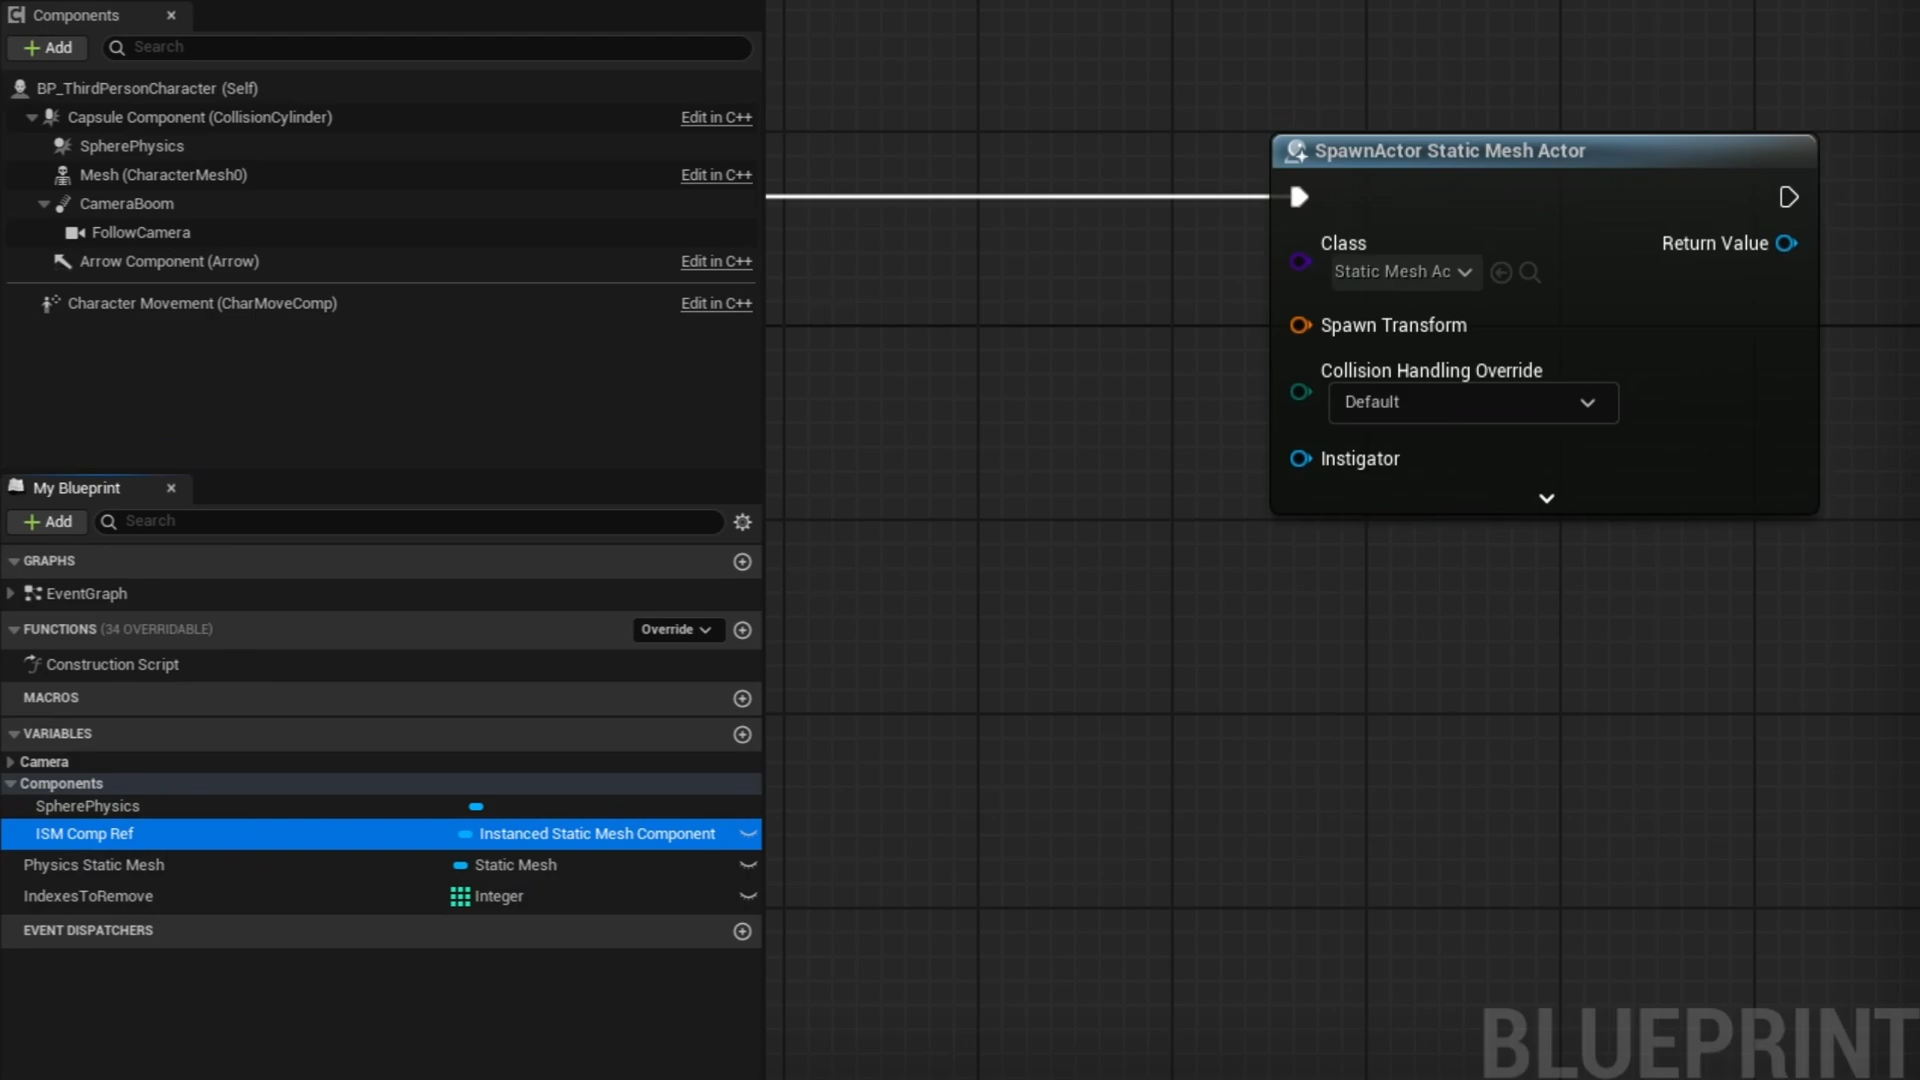 Components
Add
Search
BP_ThirdPersonCharacter (Self)
Capsule Component (CollisionCylinder)
Edit in C++
SpherePhysics
Mesh (CharacterMesh0)
Edit in C++
CameraBoom
FollowCamera
Arrow Component (Arrow)
Edit in C++
Character Movement (CharMoveComp)
Edit in C++
My Blueprint
Add
Search
GRAPHS
EventGraph
FUNCTIONS (34 OVERRIDABLE)
Override
Construction Script
MACROS
VARIABLES
Camera
Components
SpherePhysics
ISM Comp Ref
Instanced Static Mesh Component
Physics Static Mesh
Static Mesh
IndexesToRemove
Integer
EVENT DISPATCHERS
SpawnActor Static Mesh Actor
Class
Return Value
Static Mesh Ac
Spawn Transform
Collision Handling Override
Default
Instigator
BLUEPRINT